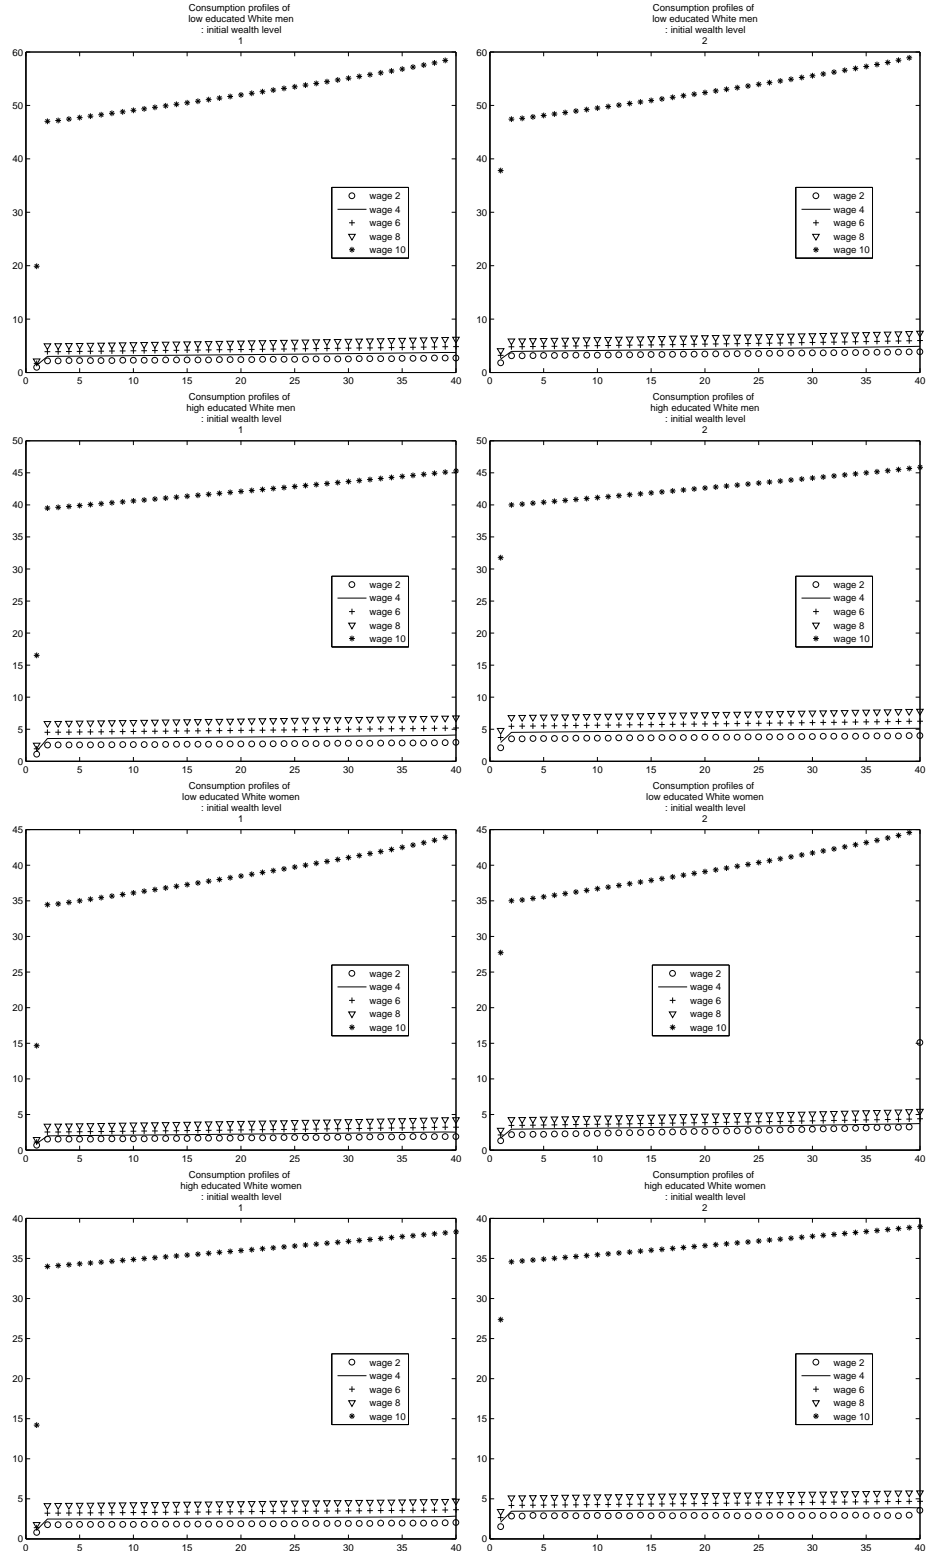 Consumption profiles of
low educated White men
: initial wealth level
1
60
50
40
30
20
10
0
0 5 10 15 20 25 30 35 40
wage 2
wage 4
wage 6
wage 8
wage 10
Consumption profiles of
low educated White men
: initial wealth level
2
60
50
40
30
20
10
0
0 5 10 15 20 25 30 35 40
wage 2
wage 4
wage 6
wage 8
wage 10
Consumption profiles of
high educated White men
: initial wealth level
1
50
45
40
35
30
25
20
15
10
5
0
0 5 10 15 20 25 30 35 40
wage 2
wage 4
wage 6
wage 8
wage 10
Consumption profiles of
high educated White men
: initial wealth level
2
50
45
40
35
30
25
20
15
10
5
0
0 5 10 15 20 25 30 35 40
wage 2
wage 4
wage 6
wage 8
wage 10
Consumption profiles of
low educated White women
: initial wealth level
1
45
40
35
30
25
20
15
10
5
0
0 5 10 15 20 25 30 35 40
wage 2
wage 4
wage 6
wage 8
wage 10
Consumption profiles of
low educated White women
: initial wealth level
2
45
40
35
30
25
20
15
10
5
0
0 5 10 15 20 25 30 35 40
wage 2
wage 4
wage 6
wage 8
wage 10
Consumption profiles of
high educated White women
: initial wealth level
1
40
35
30
25
20
15
10
5
0
0 5 10 15 20 25 30 35 40
wage 2
wage 4
wage 6
wage 8
wage 10
Consumption profiles of
high educated White women
: initial wealth level
2
40
35
30
25
20
15
10
5
0
0 5 10 15 20 25 30 35 40
wage 2
wage 4
wage 6
wage 8
wage 10